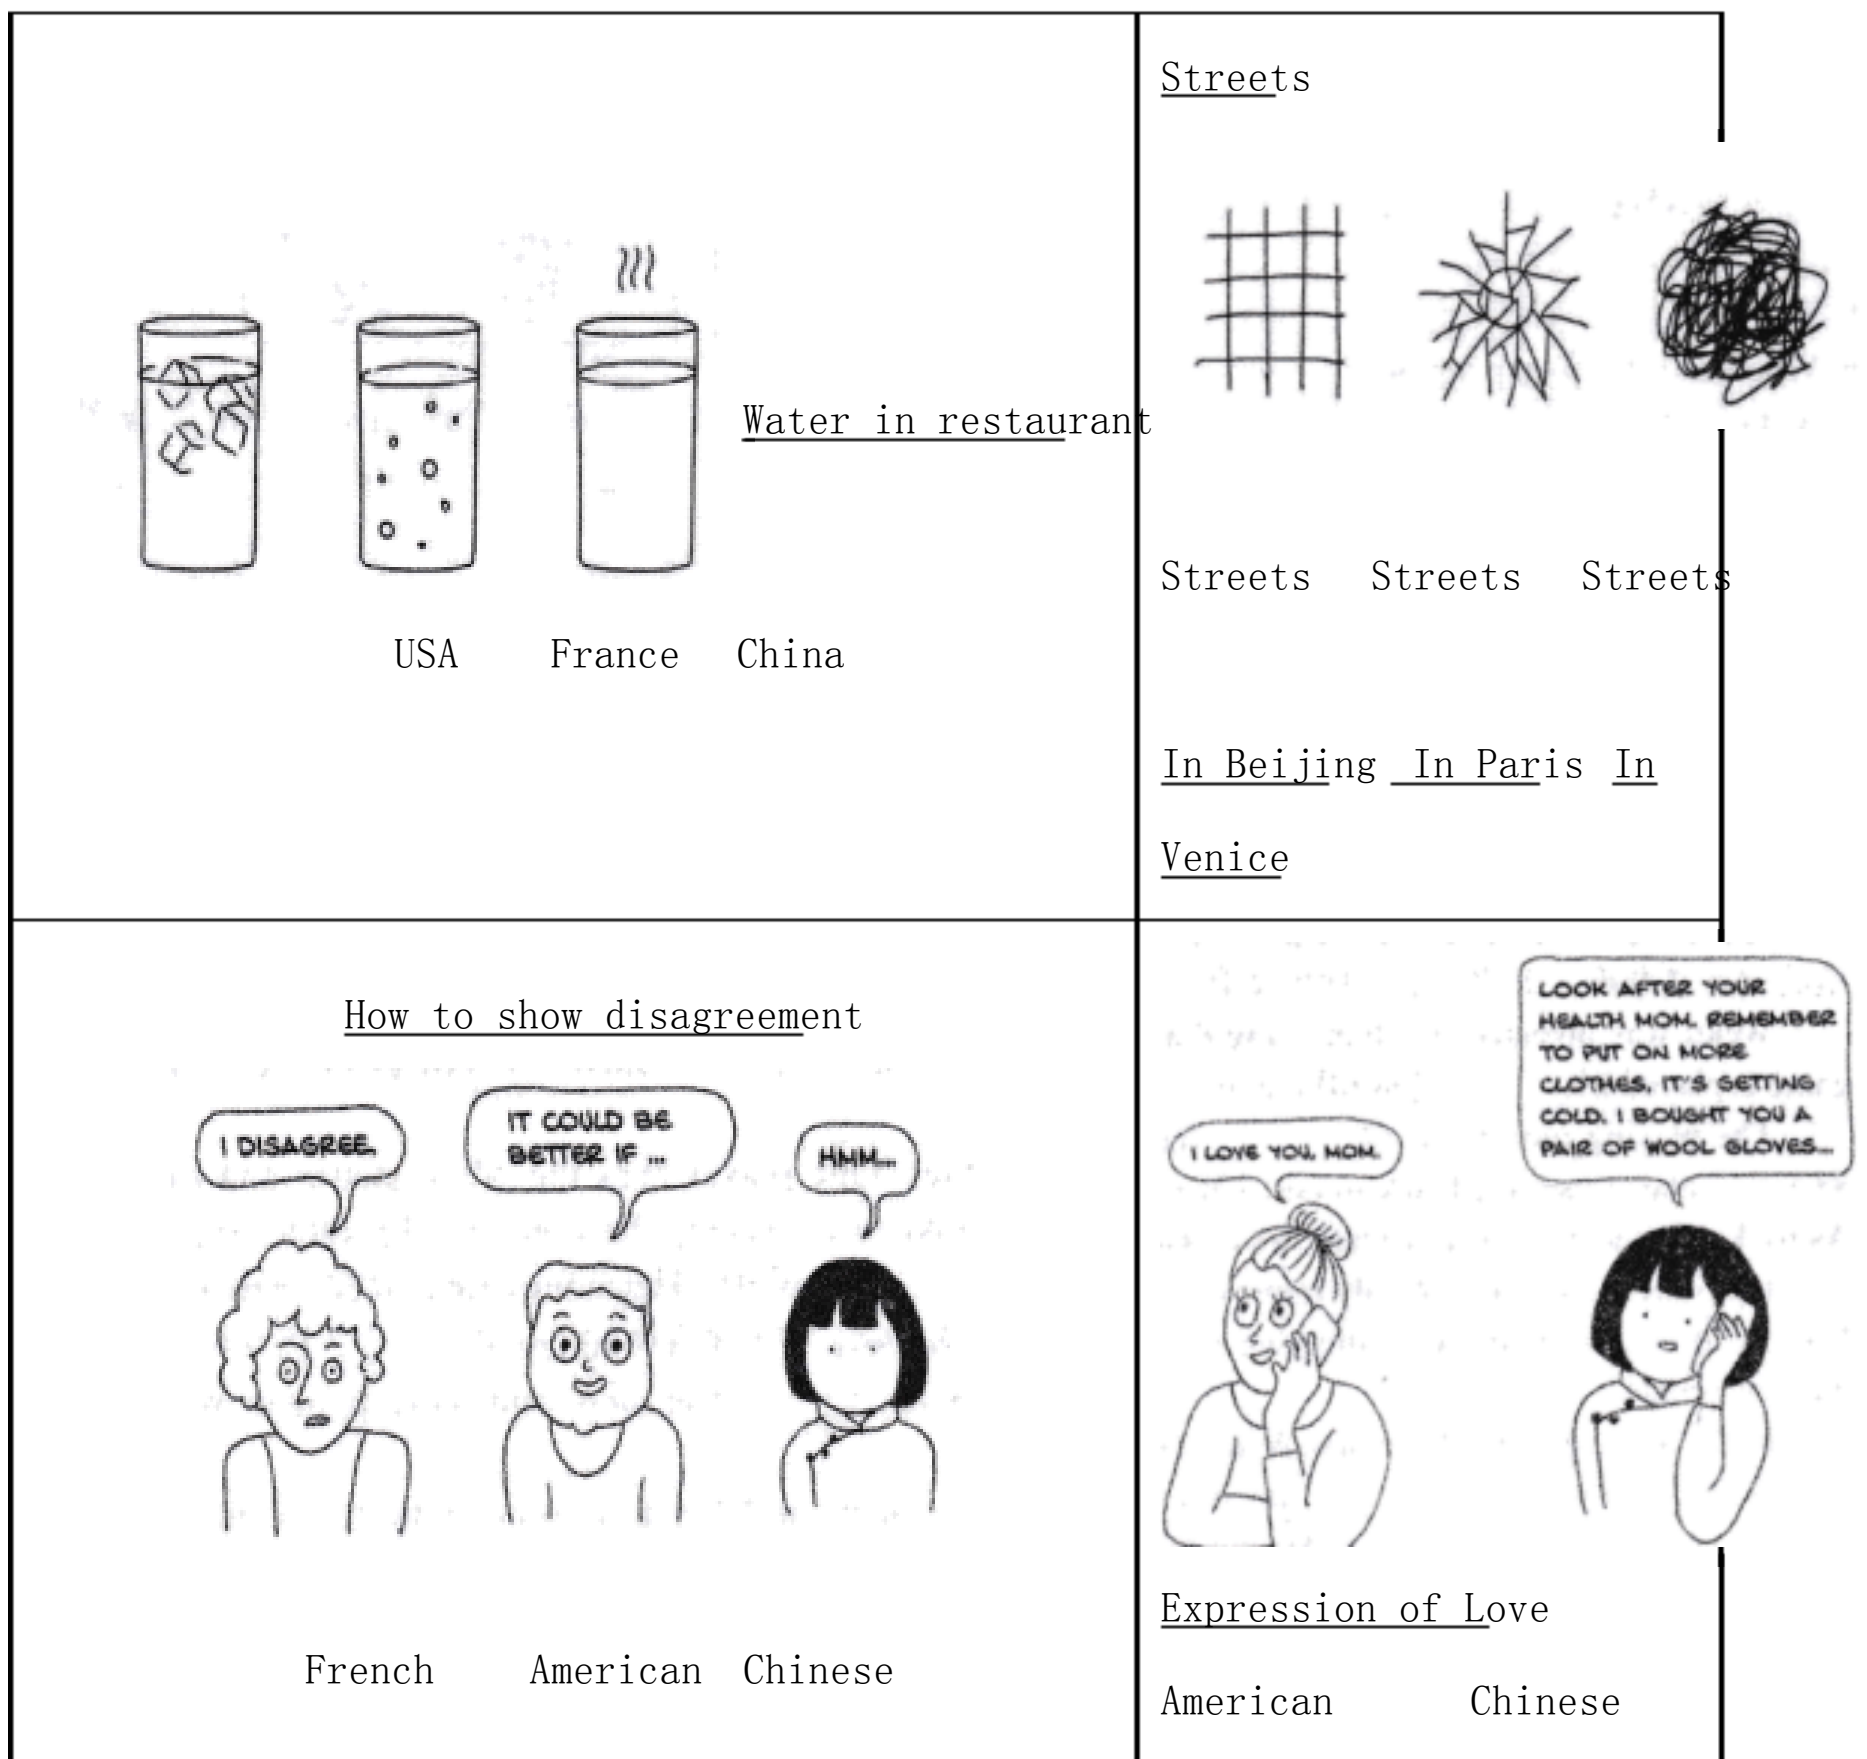 Water in restaurant
USA France China
Streets
Streets Streets Streets
In Beijing In Paris In
Venice
How to show disagreement
I DISAGREE.
IT COULD BE
BETTER IF ...
HMM...
French American Chinese
I LOVE YOU, MOM.
LOOK AFTER YOUR
HEALTH MOM. REMEMBER
TO PUT ON MORE
CLOTHES, IT'S GETTING
COLD. I BOUGHT YOU A
PAIR OF WOOL GLOVES...
Expression of Love
American Chinese